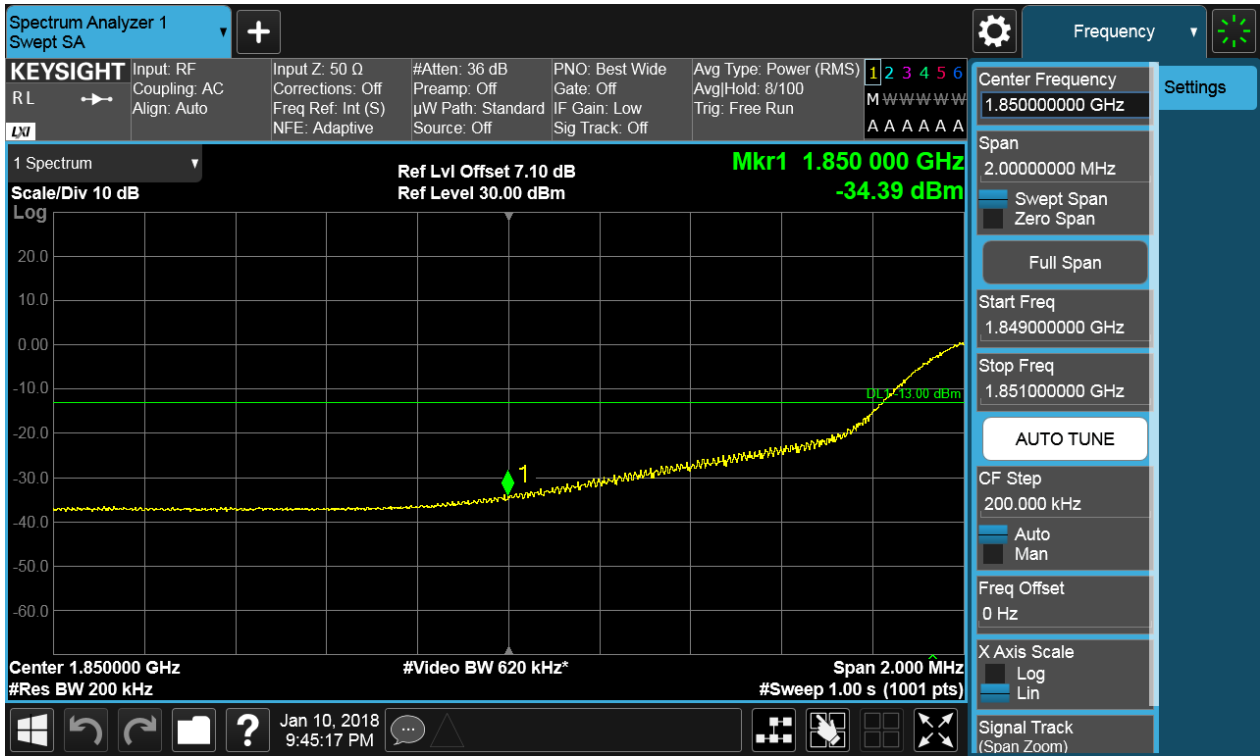 Spectrum Analyzer 1
Swept SA
Frequency
KEYSIGHT
RL
LXI
Input: RF
Coupling: AC
Align: Auto
Input Z: 50 Ω
Corrections: Off
Freq Ref: Int (S)
NFE: Adaptive
#Atten: 36 dB
Preamp: Off
µW Path: Standard
Source: Off
PNO: Best Wide
Gate: Off
IF Gain: Low
Sig Track: Off
Avg Type: Power (RMS)
Avg|Hold: 8/100
Trig: Free Run
1 2 3 4 5 6
M W W W W W
A A A A A A
Settings
1 Spectrum
Scale/Div 10 dB
Log
Ref Lvl Offset 7.10 dB
Ref Level 30.00 dBm
Mkr1 1.850 000 GHz
-34.39 dBm
20.0
10.0
0.00
-10.0
-20.0
-30.0
-40.0
-50.0
-60.0
DL1 -13.00 dBm
1
Center 1.850000 GHz
#Res BW 200 kHz
#Video BW 620 kHz*
Span 2.000 MHz
#Sweep 1.00 s (1001 pts)
Center Frequency
1.850000000 GHz
Span
2.00000000 MHz
Swept Span
Zero Span
Full Span
Start Freq
1.849000000 GHz
Stop Freq
1.851000000 GHz
AUTO TUNE
CF Step
200.000 kHz
Auto
Man
Freq Offset
0 Hz
X Axis Scale
Log
Lin
Signal Track
(Span Zoom)
?
Jan 10, 2018
9:45:17 PM